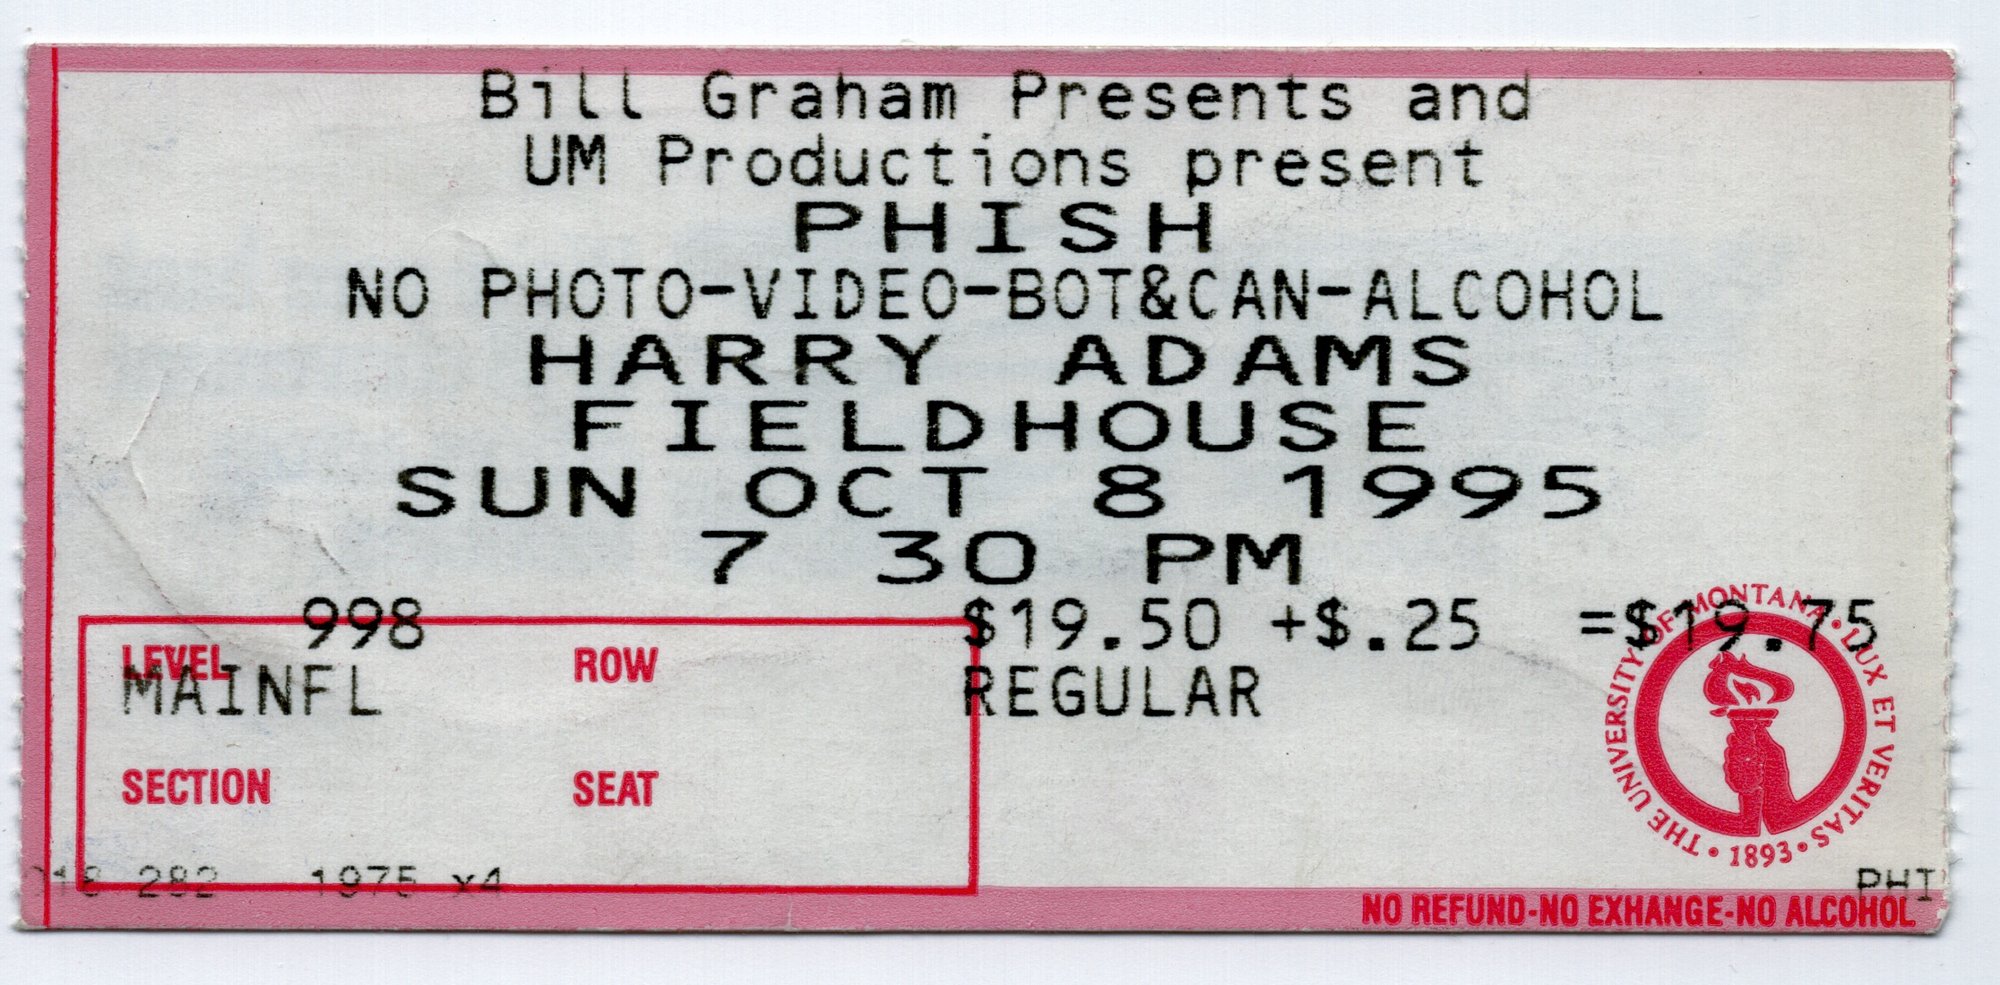 Bill Graham Presents and
UM Productions present
PHISH
NO PHOTO-VIDEO-BOT&CAN-ALCOHOL
HARRY ADAMS
FIELDHOUSE
SUN OCT 8 1995
7 30 PM
998 $19.50 +$.25 =$19.75
LEVEL ROW
MAINFL REGULAR
SECTION SEAT
THE UNIVERSITY OF MONTANA • LUX ET VERITAS • 1893 •
282 1975 x4 PHI
NO REFUND-NO EXHANGE-NO ALCOHOL